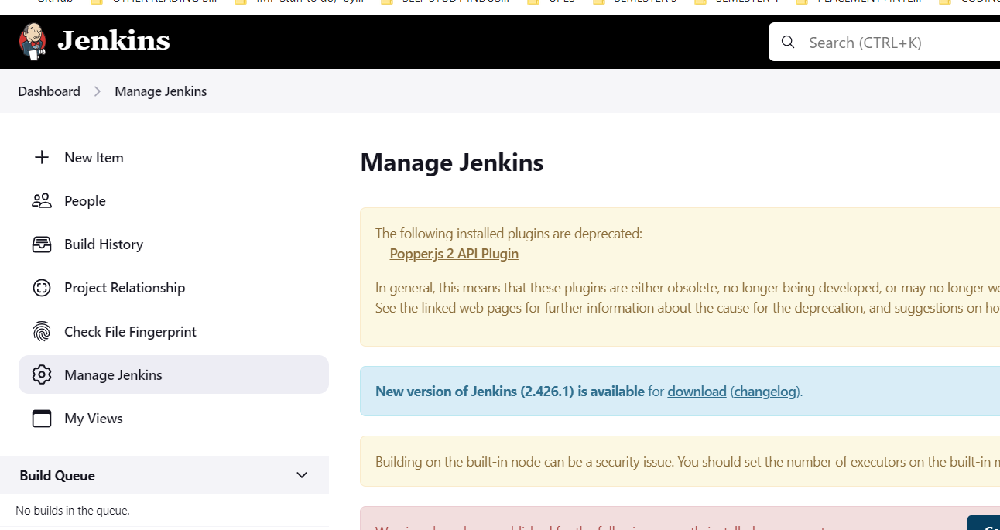 Jenkins
Search (CTRL+K)
Dashboard > Manage Jenkins
New Item
People
Build History
Project Relationship
Check File Fingerprint
Manage Jenkins
My Views
Build Queue
No builds in the queue.
Manage Jenkins
The following installed plugins are deprecated:
Popper.js 2 API Plugin
In general, this means that these plugins are either obsolete, no longer being developed, or may no longer
See the linked web pages for further information about the cause for the deprecation, and suggestions on
New version of Jenkins (2.426.1) is available for download (changelog).
Building on the built-in node can be a security issue. You should set the number of executors on the built-in